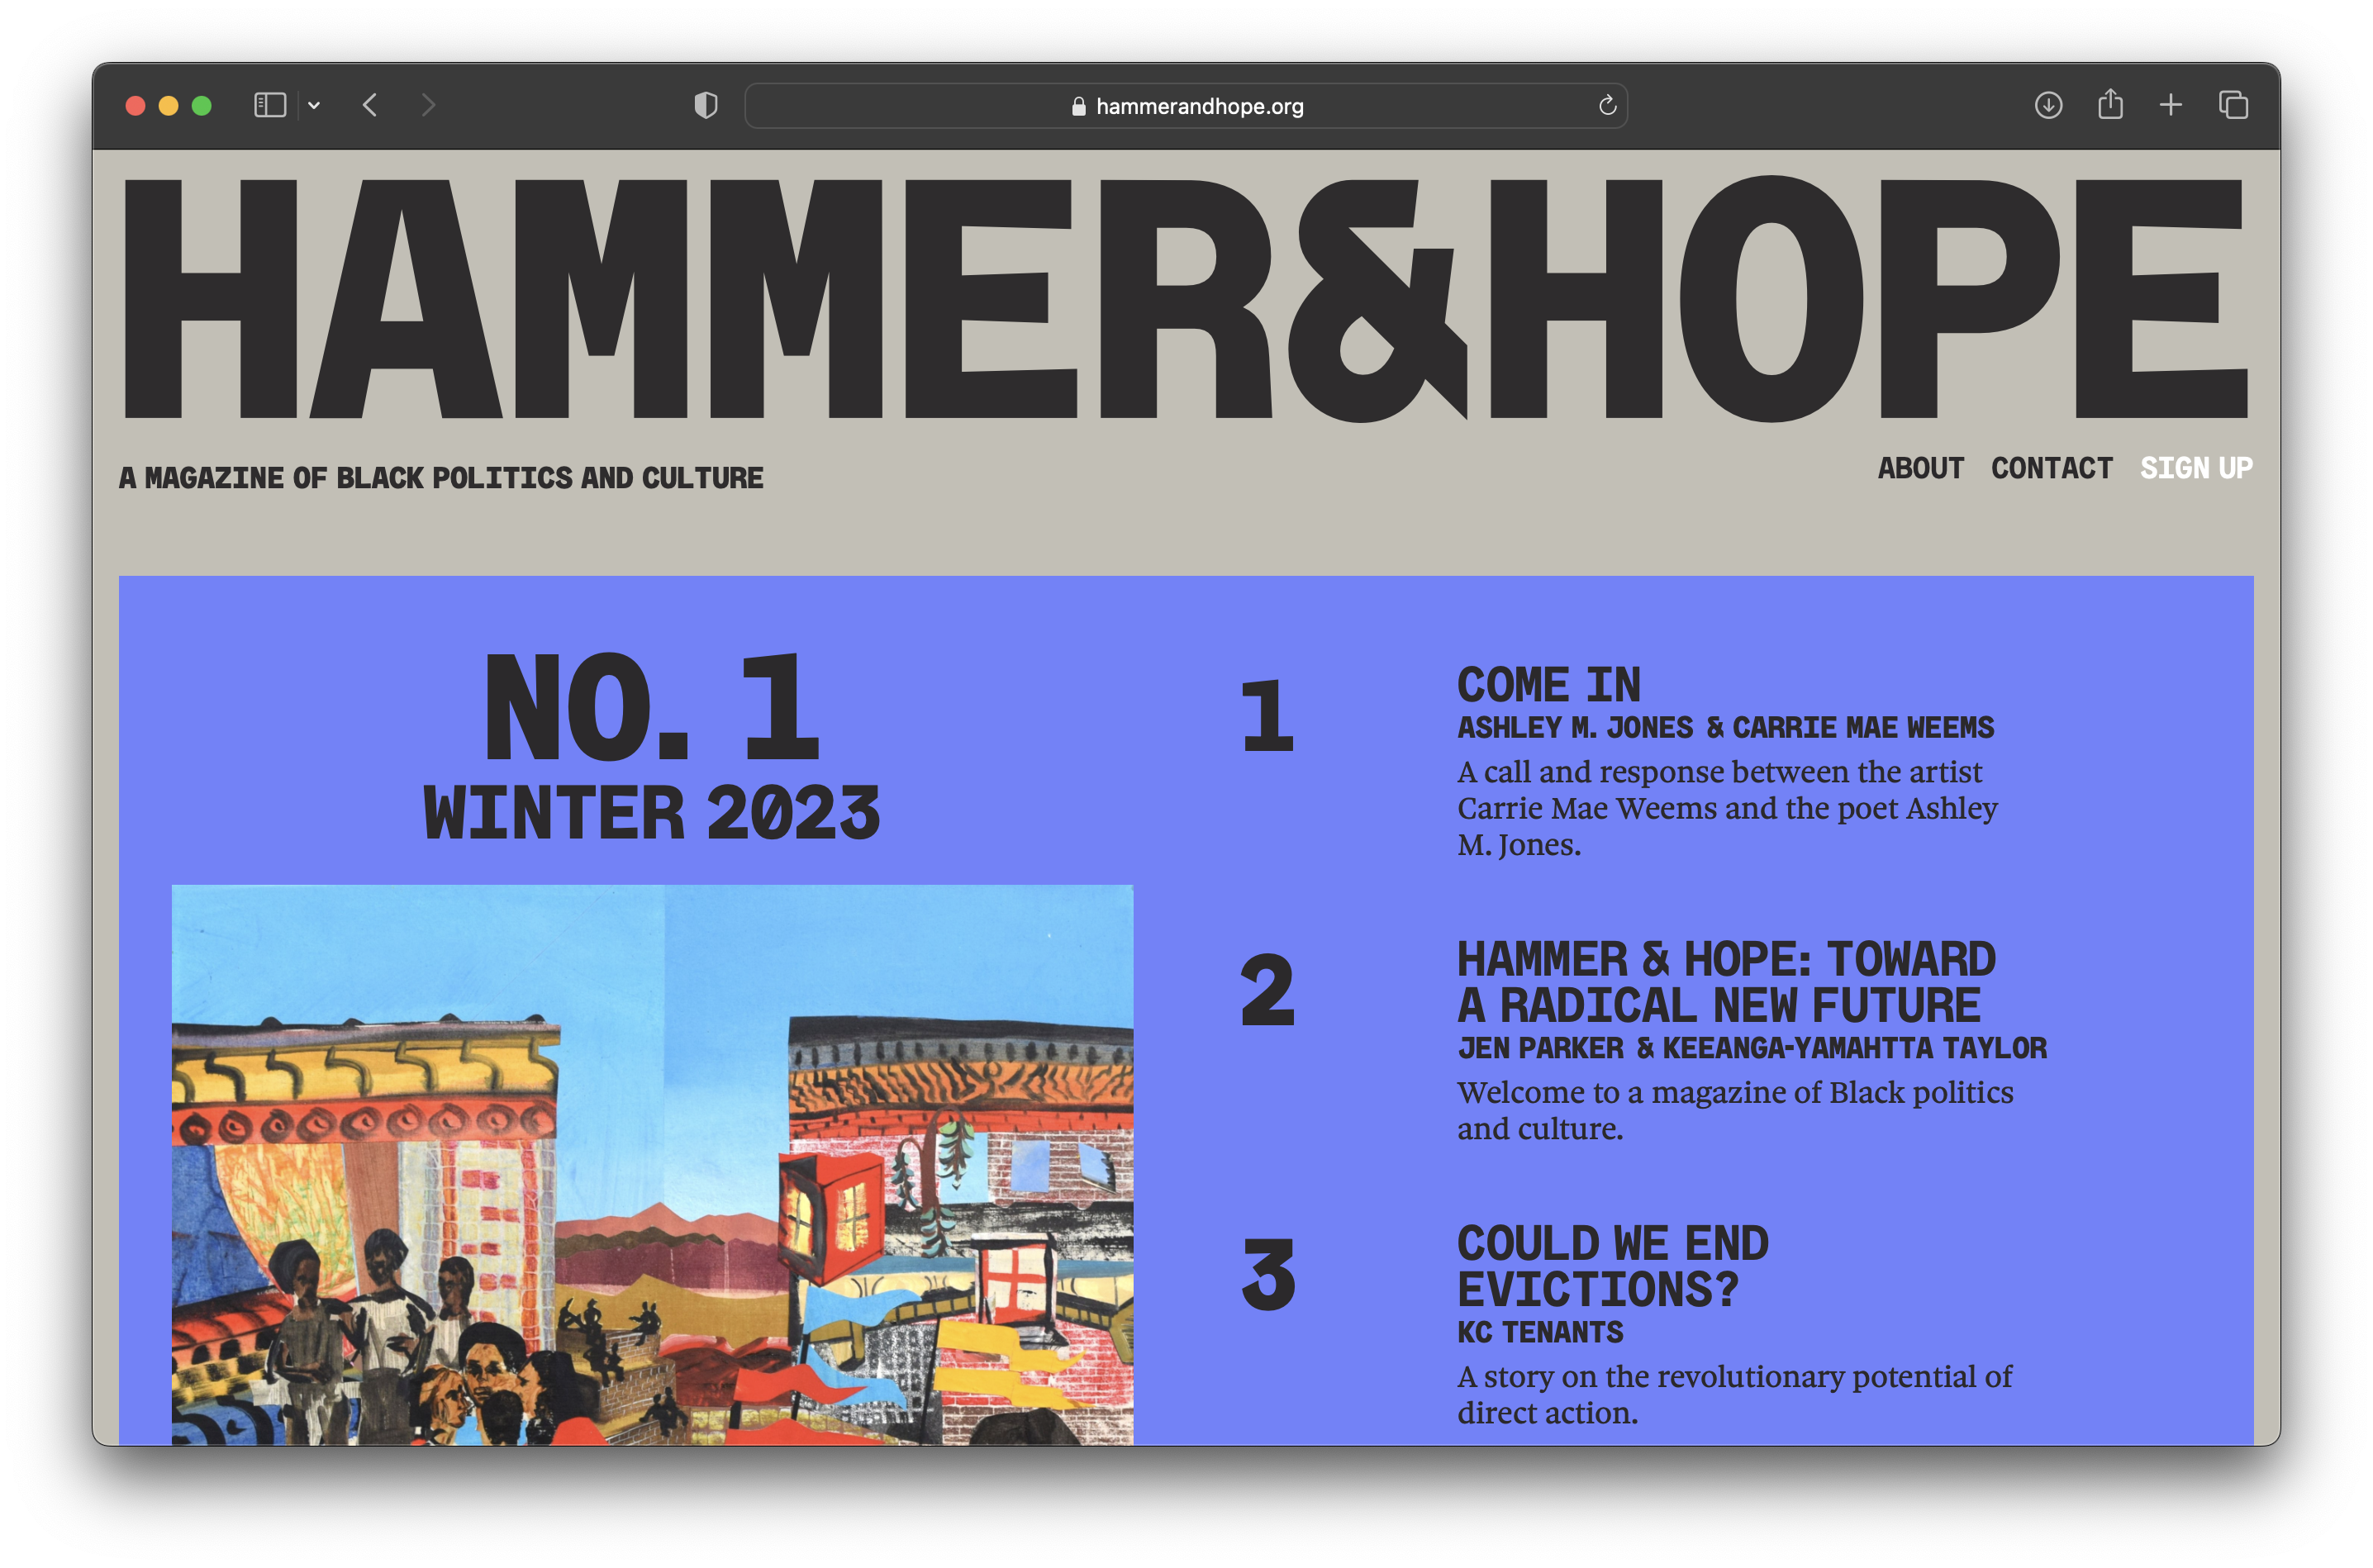 hammerandhope.org
HAMMER&HOPE
A MAGAZINE OF BLACK POLITICS AND CULTURE
ABOUT CONTACT SIGN UP
NO. 1
WINTER 2023
1
COME IN
ASHLEY M. JONES & CARRIE MAE WEEMS
A call and response between the artist
Carrie Mae Weems and the poet Ashley
M. Jones.
2
HAMMER & HOPE: TOWARD
A RADICAL NEW FUTURE
JEN PARKER & KEEANGA-YAMAHTTA TAYLOR
Welcome to a magazine of Black politics
and culture.
3
COULD WE END
EVICTIONS?
KC TENANTS
A story on the revolutionary potential of
direct action.